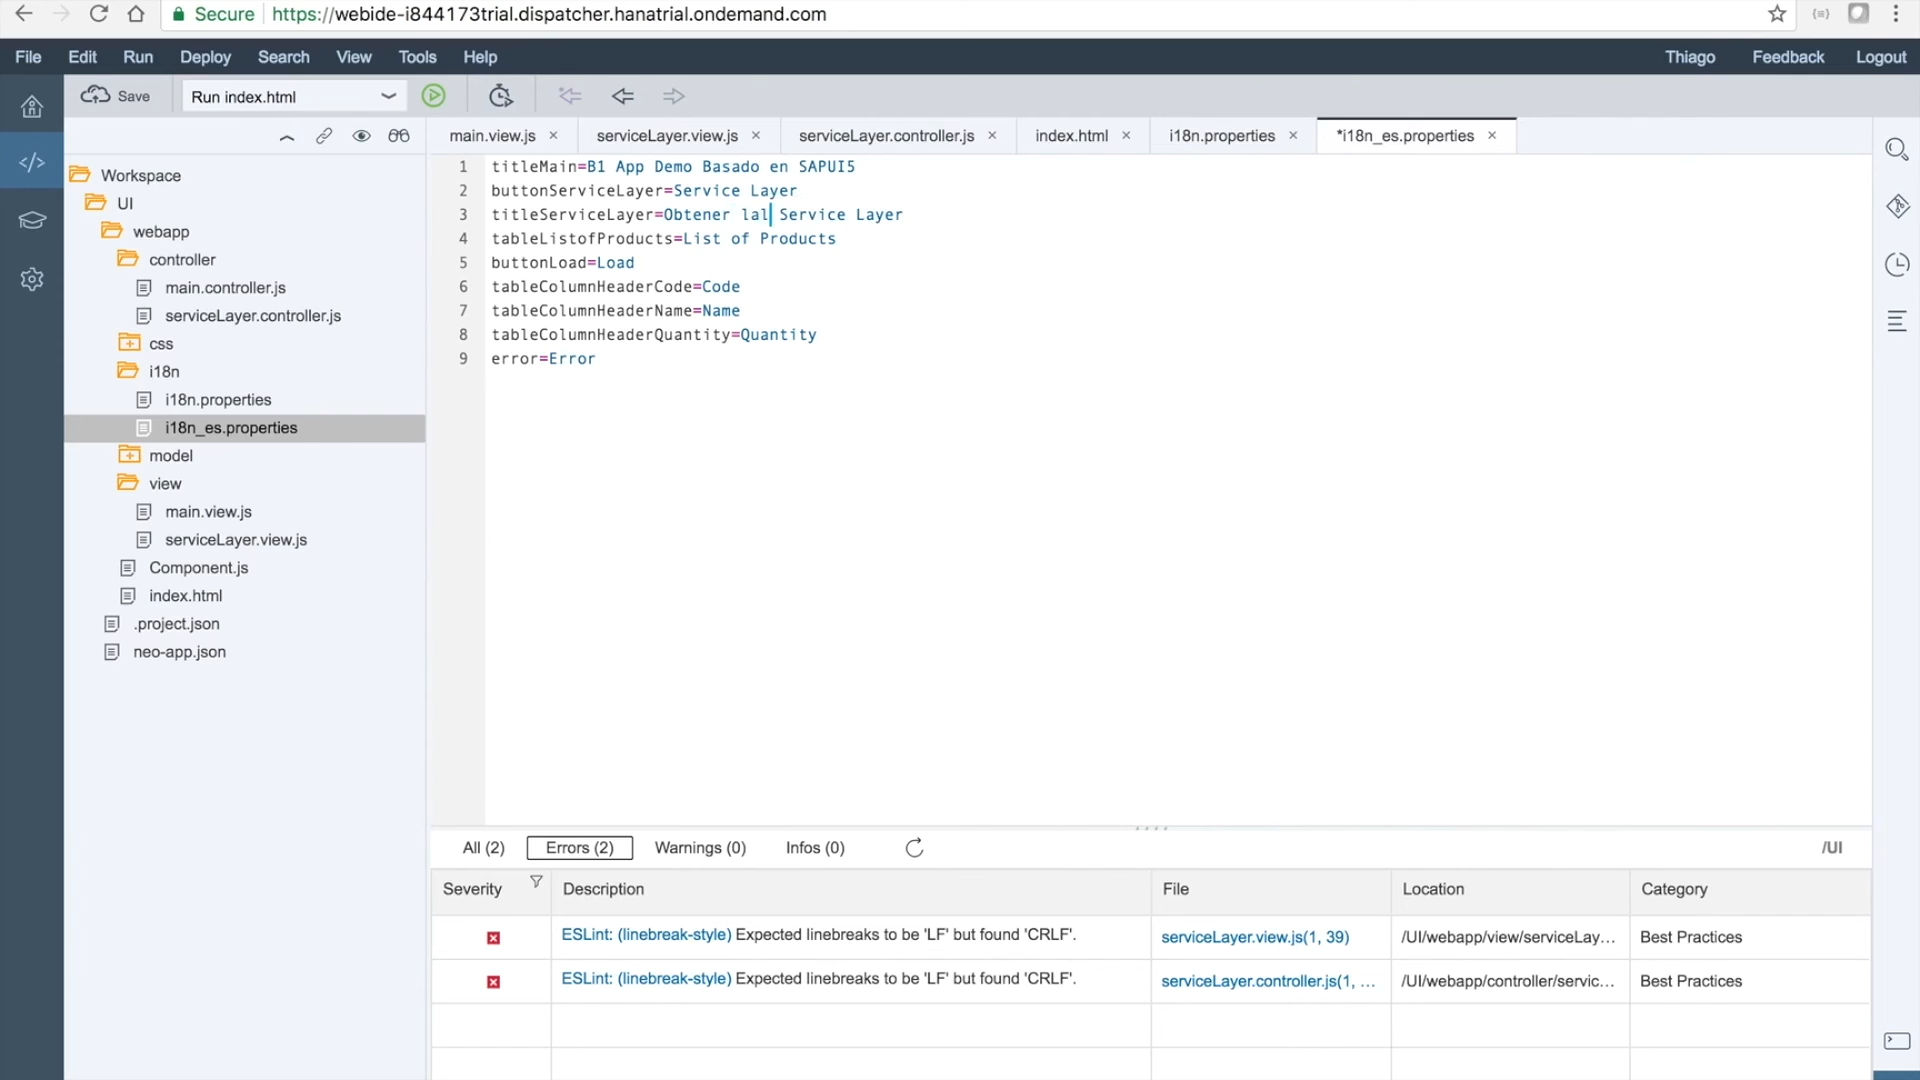 Secure https://webide-i844173trial.dispatcher.hanatrial.ondemand.com
File Edit Run Deploy Search View Tools Help Thiago Feedback Logout
Save Run index.html
main.view.js serviceLayer.view.js serviceLayer.controller.js index.html i18n.properties *i18n_es.properties
Workspace
UI
webapp
controller
main.controller.js
serviceLayer.controller.js
css
i18n
i18n.properties
i18n_es.properties
model
view
main.view.js
serviceLayer.view.js
Component.js
index.html
.project.json
neo-app.json
1 titleMain=B1 App Demo Basado en SAPUI5
2 buttonServiceLayer=Service Layer
3 titleServiceLayer=Obtener lal Service Layer
4 tableListofProducts=List of Products
5 buttonLoad=Load
6 tableColumnHeaderCode=Code
7 tableColumnHeaderName=Name
8 tableColumnHeaderQuantity=Quantity
9 error=Error
All (2) Errors (2) Warnings (0) Infos (0) /UI
Severity Description File Location Category
ESLint: (linebreak-style) Expected linebreaks to be 'LF' but found 'CRLF'. serviceLayer.view.js(1, 39) /UI/webapp/view/serviceLay... Best Practices
ESLint: (linebreak-style) Expected linebreaks to be 'LF' but found 'CRLF'. serviceLayer.controller.js(1, ... /UI/webapp/controller/servic... Best Practices